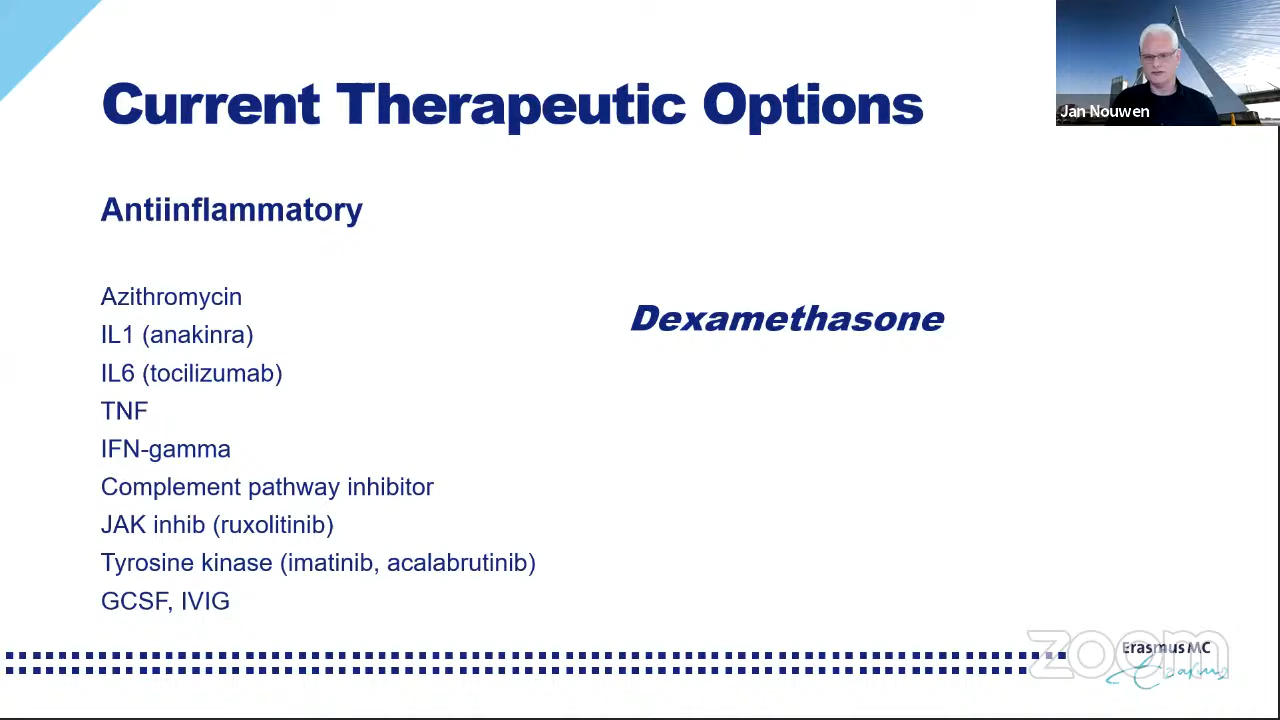 Current Therapeutic Options
Jan Nouwen
Antiinflammatory
Azithromycin
IL1 (anakinra)
IL6 (tocilizumab)
TNF
IFN-gamma
Complement pathway inhibitor
JAK inhib (ruxolitinib)
Tyrosine kinase (imatinib, acalabrutinib)
GCSF, IVIG
Dexamethasone
zoom
Erasmus MC
Erasmus